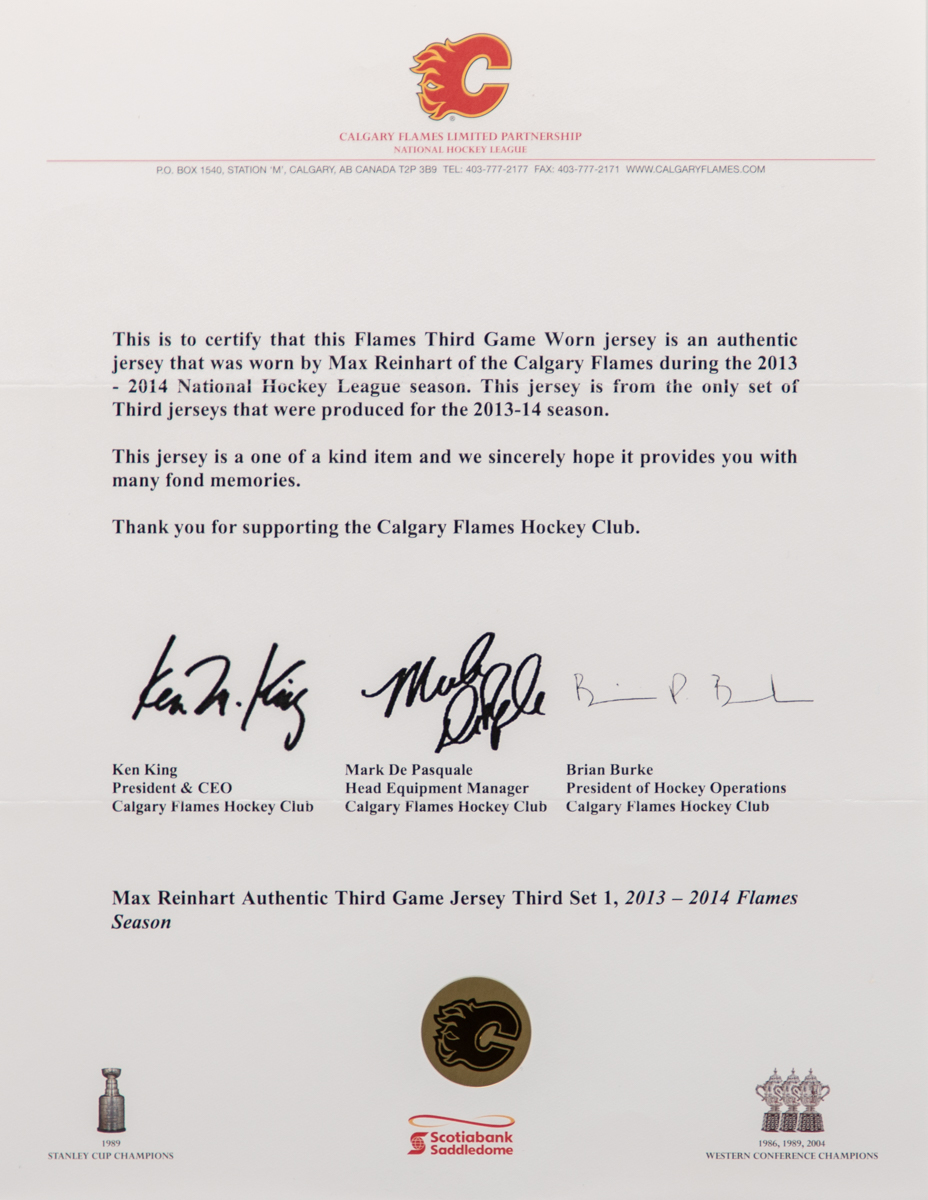 CALGARY FLAMES LIMITED PARTNERSHIP
NATIONAL HOCKEY LEAGUE
P.O. BOX 1540, STATION 'M', CALGARY, AB CANADA T2P 3B9 TEL: 403-777-2177 FAX: 403-777-2171 WWW.CALGARYFLAMES.COM
This is to certify that this Flames Third Game Worn jersey is an authentic
jersey that was worn by Max Reinhart of the Calgary Flames during the 2013
- 2014 National Hockey League season. This jersey is from the only set of
Third jerseys that were produced for the 2013-14 season.
This jersey is a one of a kind item and we sincerely hope it provides you with
many fond memories.
Thank you for supporting the Calgary Flames Hockey Club.
Ken King
President & CEO
Calgary Flames Hockey Club
Mark De Pasquale
Head Equipment Manager
Calgary Flames Hockey Club
Brian Burke
President of Hockey Operations
Calgary Flames Hockey Club
Max Reinhart Authentic Third Game Jersey Third Set 1, 2013 – 2014 Flames
Season
1989
STANLEY CUP CHAMPIONS
Scotiabank
Saddledome
1986, 1989, 2004
WESTERN CONFERENCE CHAMPIONS